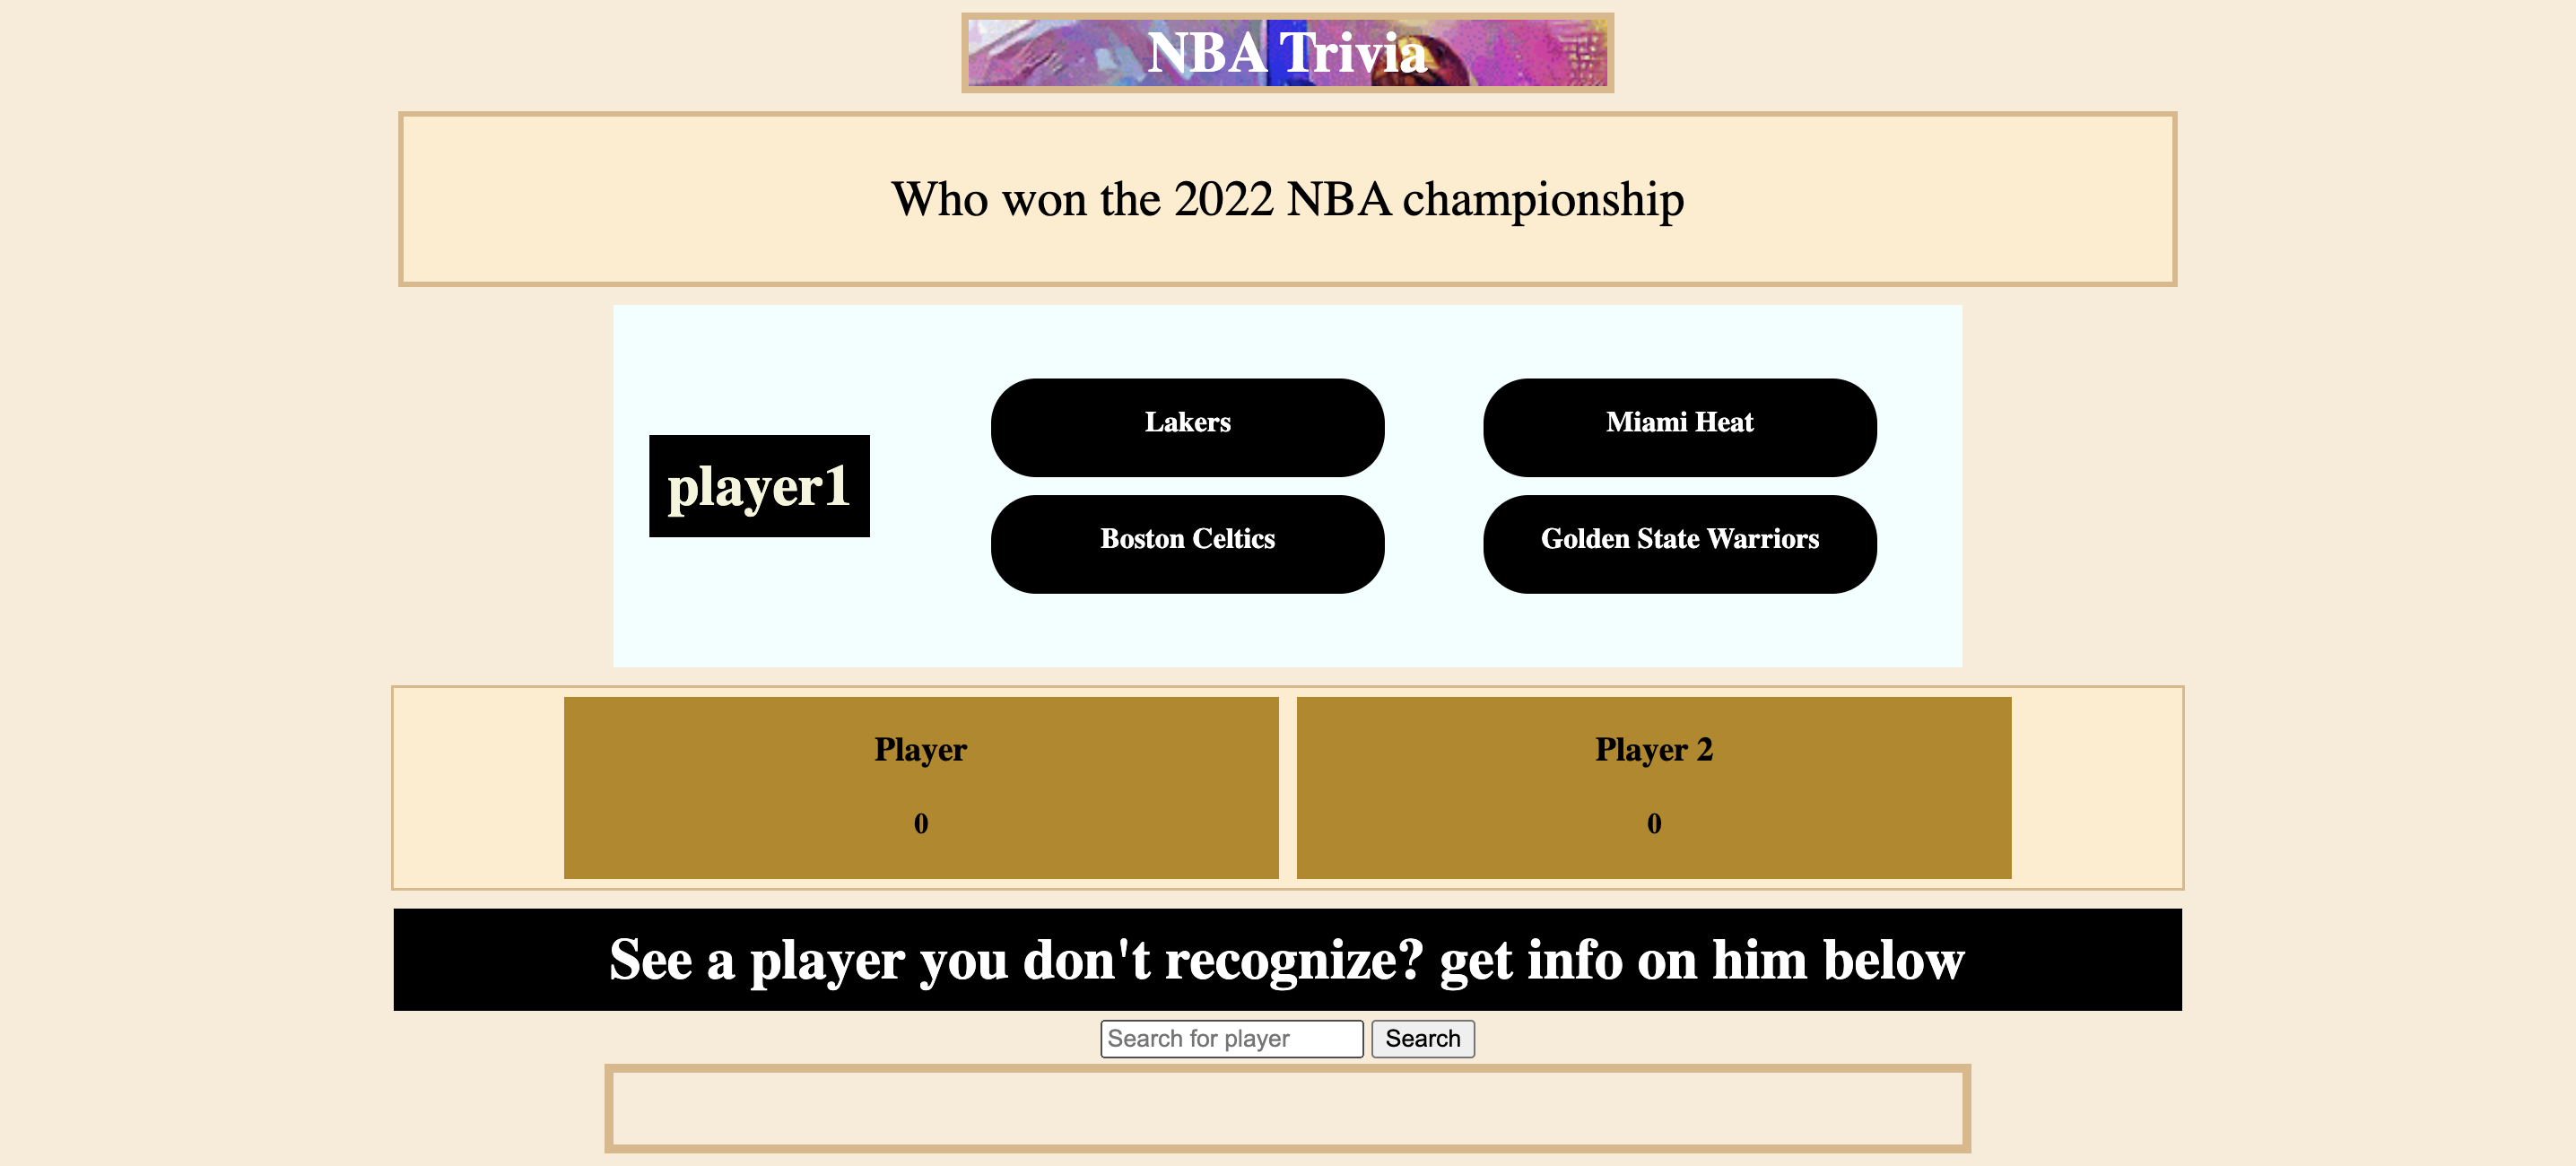 NBA Trivia
Who won the 2022 NBA championship
player1
Lakers
Miami Heat
Boston Celtics
Golden State Warriors
Player
Player 2
0
0
See a player you don't recognize? get info on him below
Search for player
Search